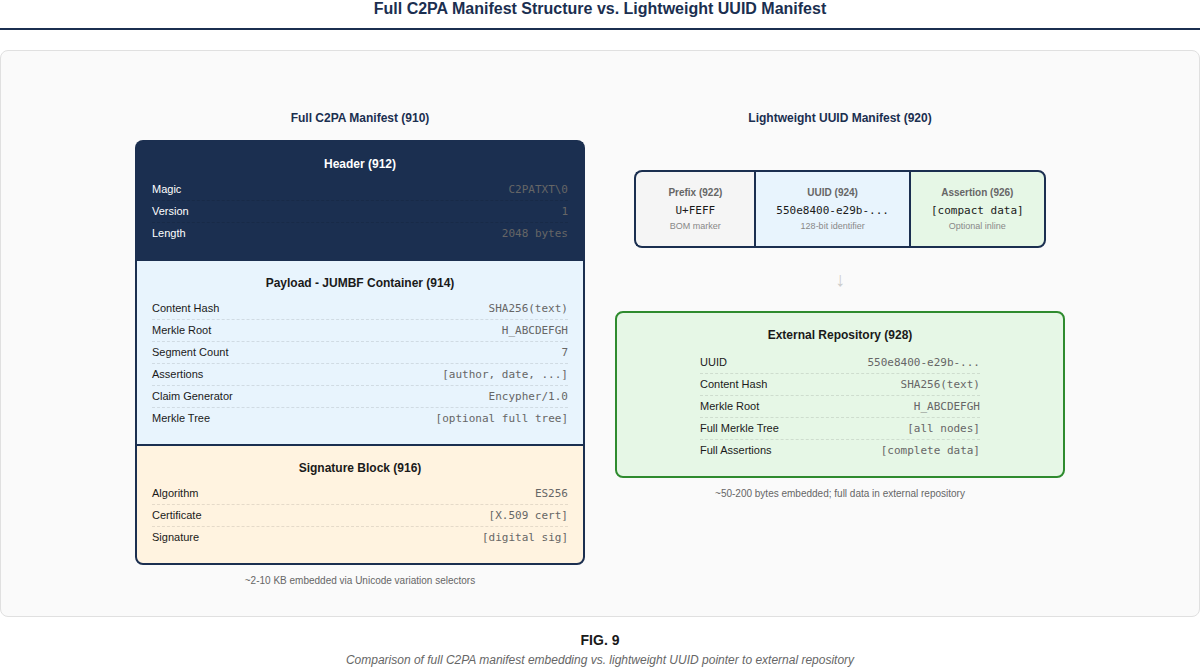 Full C2PA Manifest Structure vs. Lightweight UUID Manifest
Full C2PA Manifest (910)
Header (912)
Magic C2PATXT\0
Version 1
Length 2048 bytes
Payload - JUMBF Container (914)
Content Hash SHA256(text)
Merkle Root H_ABCDEFGH
Segment Count 7
Assertions [author, date, ...]
Claim Generator Encypher/1.0
Merkle Tree [optional full tree]
Signature Block (916)
Algorithm ES256
Certificate [X.509 cert]
Signature [digital sig]
~2-10 KB embedded via Unicode variation selectors
Lightweight UUID Manifest (920)
Prefix (922)
U+FEFF
BOM marker
UUID (924)
550e8400-e29b-...
128-bit identifier
Assertion (926)
[compact data]
Optional inline
↓
External Repository (928)
UUID 550e8400-e29b-...
Content Hash SHA256(text)
Merkle Root H_ABCDEFGH
Full Merkle Tree [all nodes]
Full Assertions [complete data]
~50-200 bytes embedded; full data in external repository
FIG. 9
Comparison of full C2PA manifest embedding vs. lightweight UUID pointer to external repository